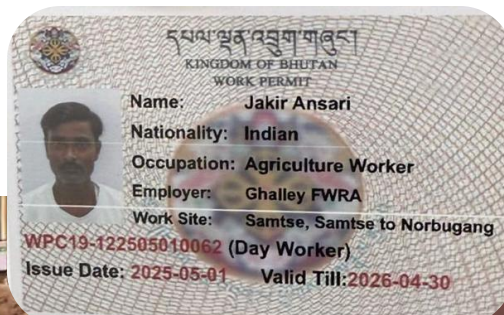 དཔལ་ལྡན་འབྲུག་གཞུང་།
KINGDOM OF BHUTAN
WORK PERMIT
Name: Jakir Ansari
Nationality: Indian
Occupation: Agriculture Worker
Employer: Ghalley FWRA
Work Site: Samtse, Samtse to Norbugang
WPC19-122505010062 (Day Worker)
Issue Date: 2025-05-01 Valid Till:2026-04-30